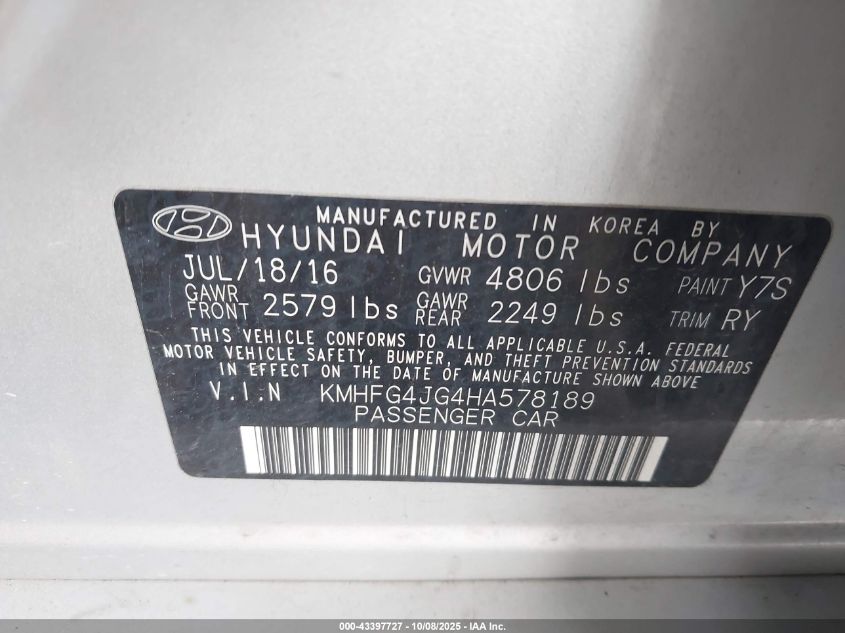 MANUFACTURED IN KOREA BY
HYUNDAI MOTOR COMPANY
JUL/18/16 GVWR 4806 lbs PAINT Y7S
GAWR FRONT 2579 lbs GAWR REAR 2249 lbs TRIM RY
THIS VEHICLE CONFORMS TO ALL APPLICABLE U.S.A. FEDERAL
MOTOR VEHICLE SAFETY, BUMPER, AND THEFT PREVENTION STANDARDS
IN EFFECT ON THE DATE OF MANUFACTURE SHOWN ABOVE.
V.I.N KMHFG4JG4HA578189
PASSENGER CAR
000-43397727 - 10/08/2025 - IAA Inc.